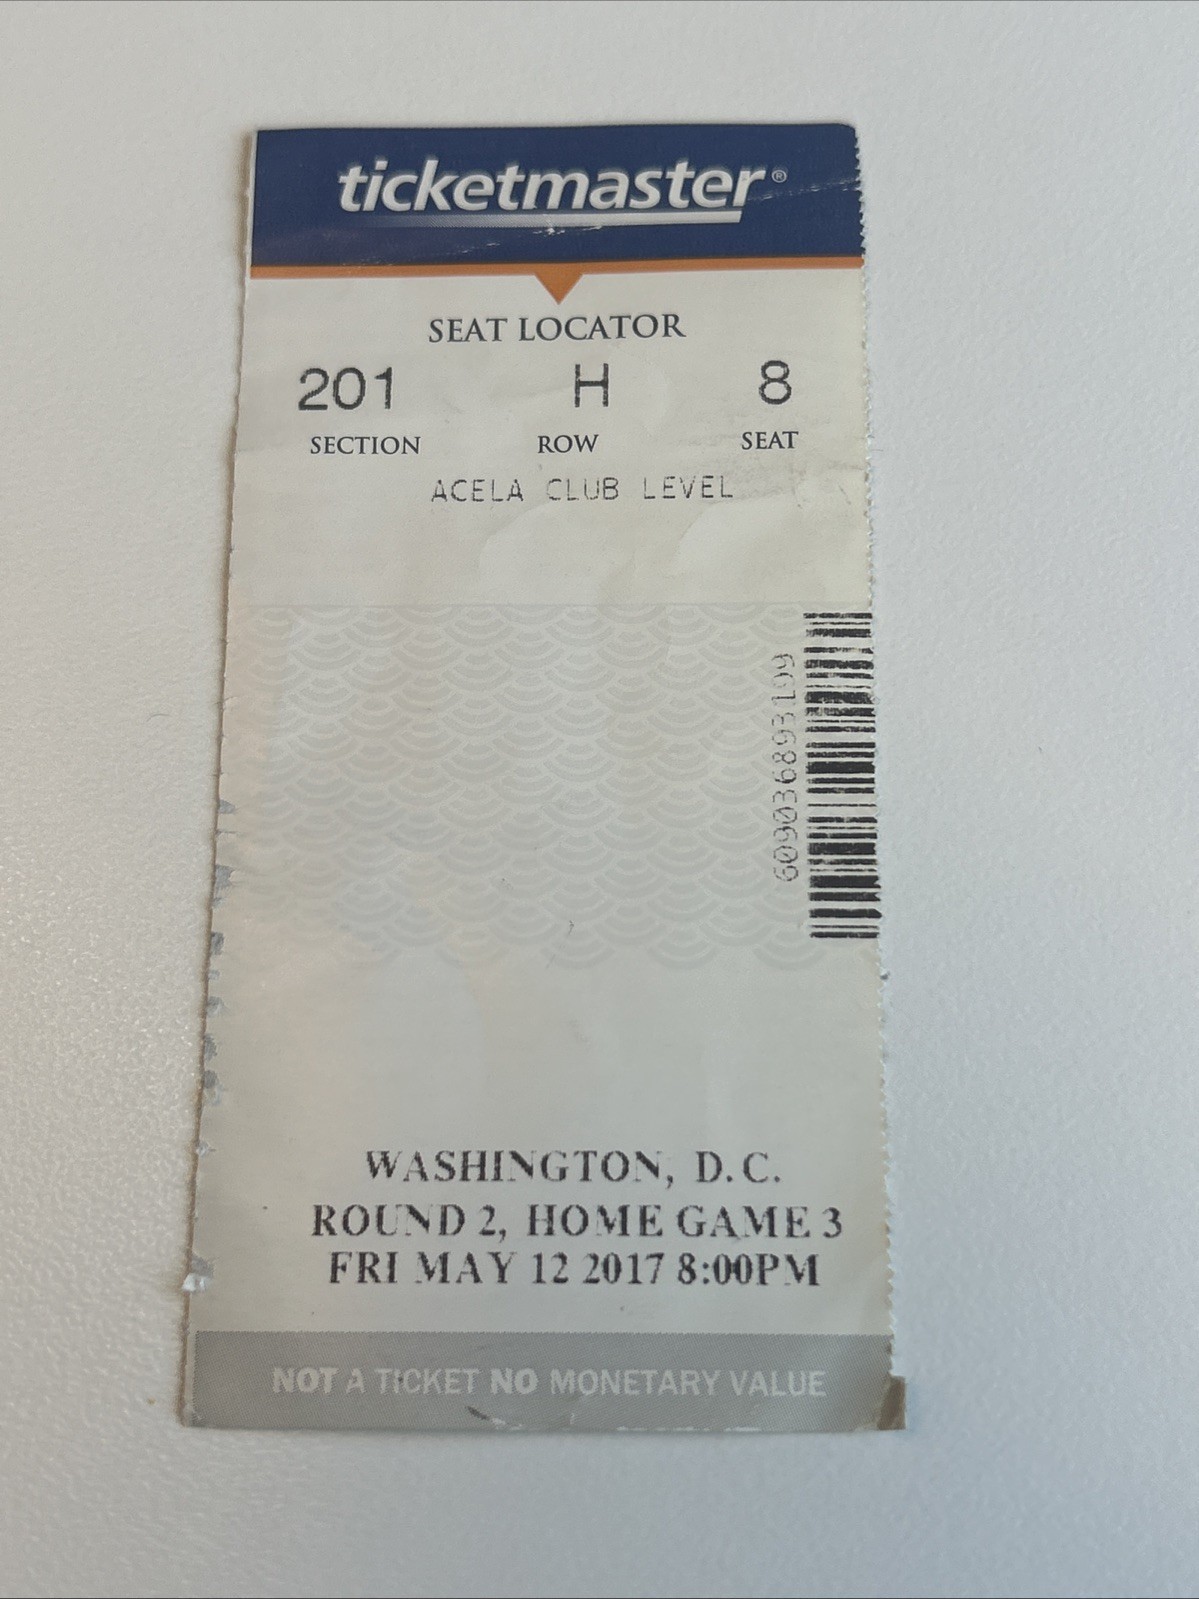 ticketmaster®
SEAT LOCATOR
201 H 8
SECTION ROW SEAT
ACELA CLUB LEVEL
609036893199
WASHINGTON, D.C.
ROUND 2, HOME GAME 3
FRI MAY 12 2017 8:00PM
NOT A TICKET NO MONETARY VALUE